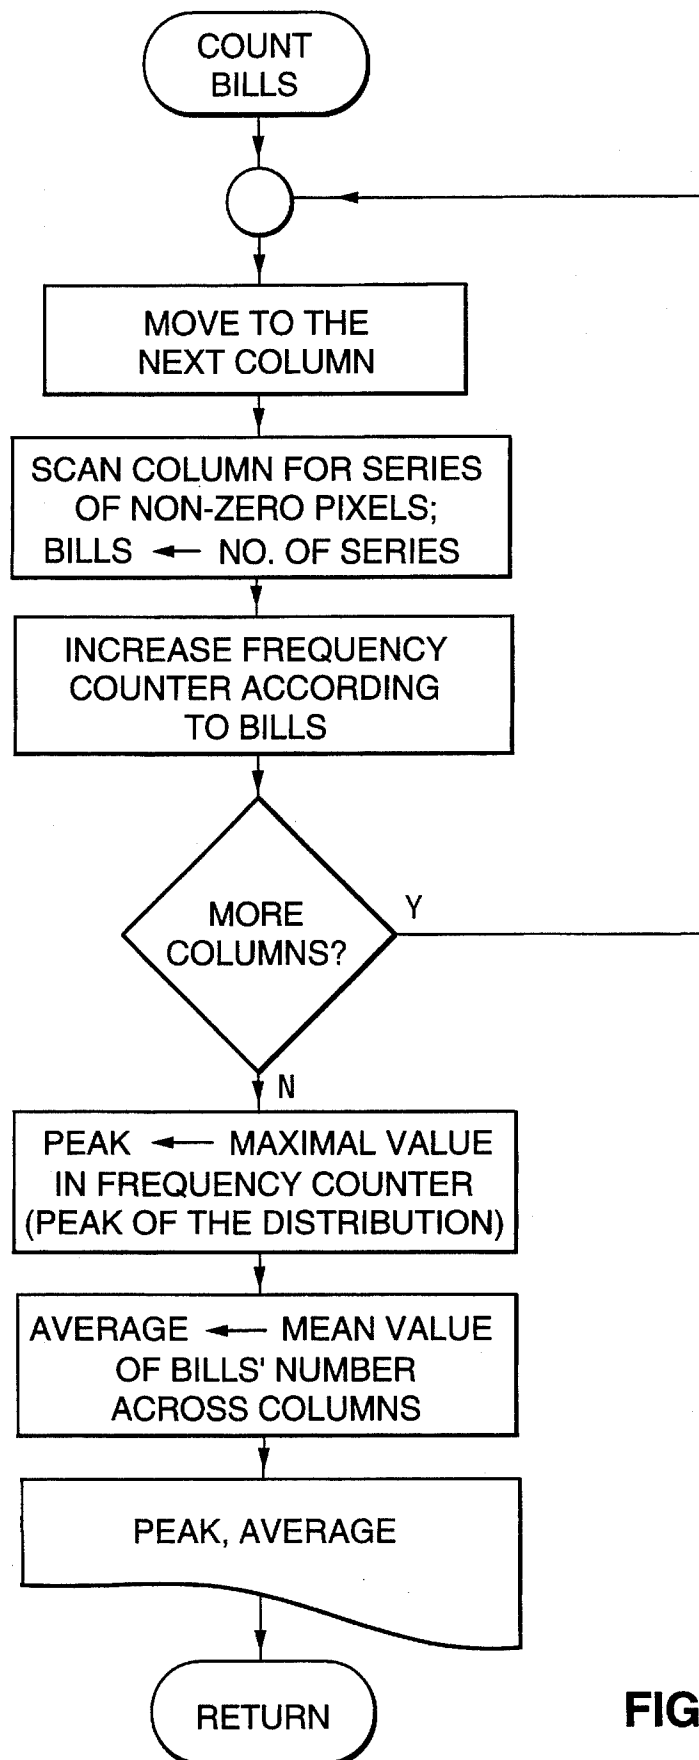 COUNT
BILLS
MOVE TO THE
NEXT COLUMN
SCAN COLUMN FOR SERIES
OF NON-ZERO PIXELS;
BILLS ← NO. OF SERIES
INCREASE FREQUENCY
COUNTER ACCORDING
TO BILLS
MORE
COLUMNS?
Y
N
PEAK ← MAXIMAL VALUE
IN FREQUENCY COUNTER
(PEAK OF THE DISTRIBUTION)
AVERAGE ← MEAN VALUE
OF BILLS' NUMBER
ACROSS COLUMNS
PEAK, AVERAGE
RETURN
FIG